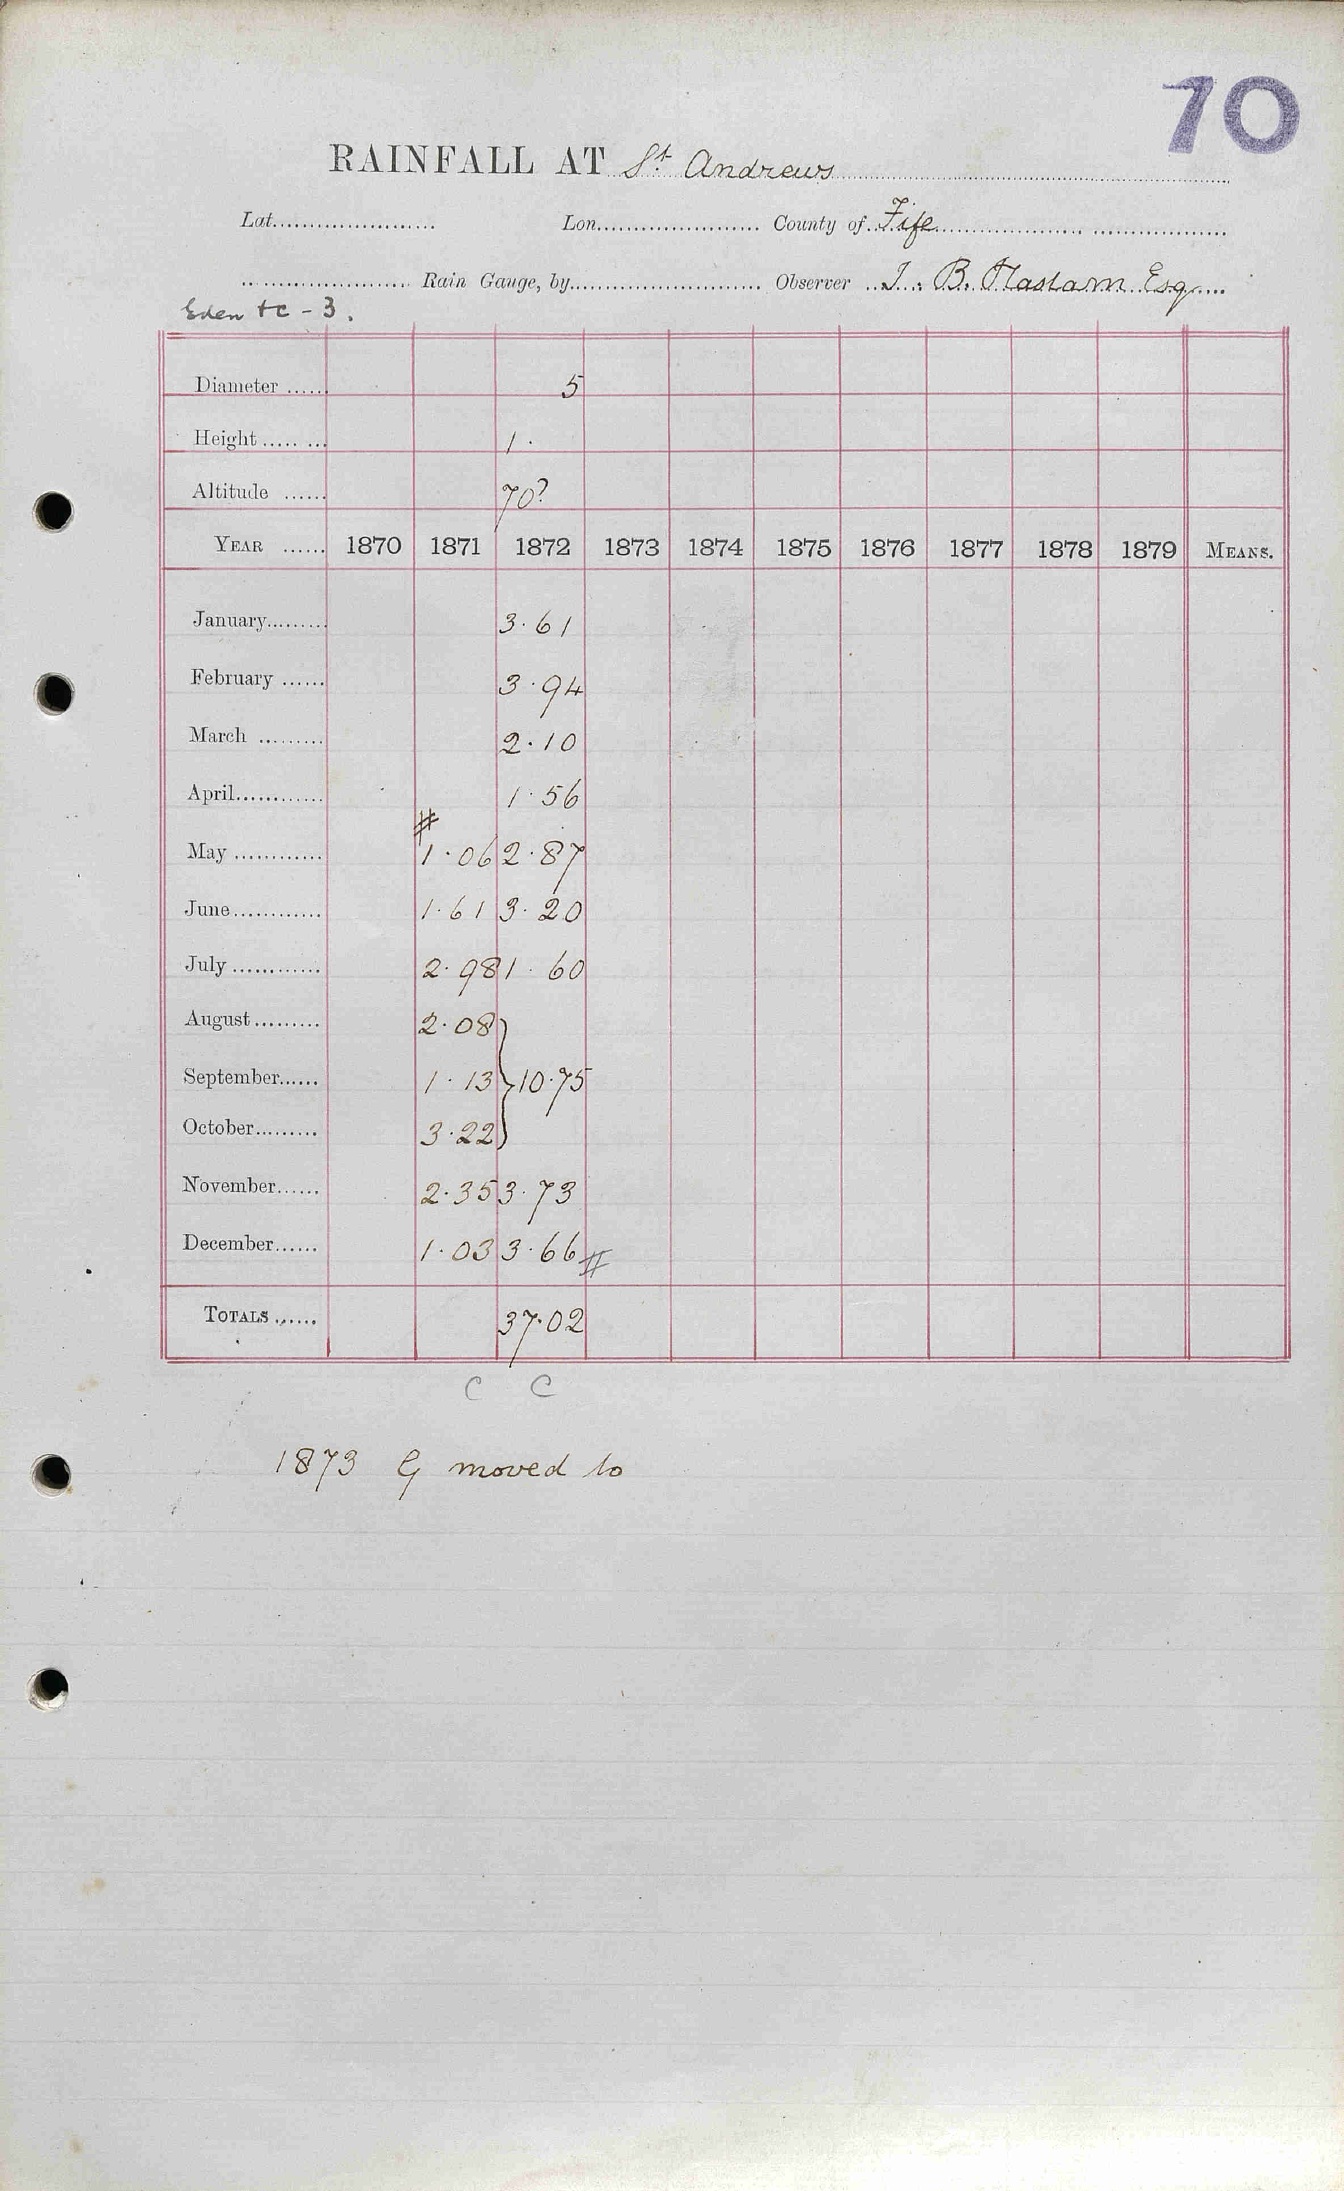 70
RAINFALL AT St. Andrews
Lat. Lon. County of Fife
Rain Gauge, by Observer B. Esq
Eden &c - 3.
Diameter 5
Height 1.
Altitude 70?
YEAR 1870 1871 1872 1873 1874 1875 1876 1877 1878 1879 MEANS.
January 3.61
February 3.94
March 2.10
April 1.56
#
May 1.06 2.87
June 1.61 3.20
July 2.98 1.60
August 2.08
September 1.13 } 10.75
October 3.22
November 2.35 3.73
December 1.03 3.66 #
TOTALS 37.02
C C
1873 G moved to